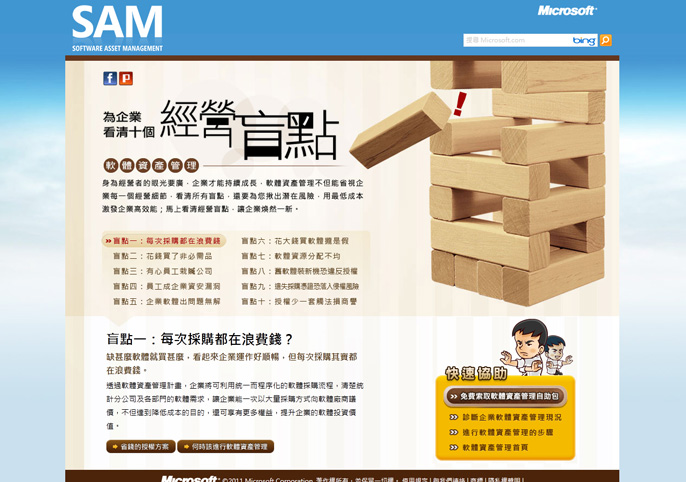 SAM
SOFTWARE ASSET MANAGEMENT
Microsoft
搜尋 Microsoft.com
bing
為企業
看清十個
經營盲點
軟體資產管理
身為經營者的眼光要廣，企業才能持續成長，軟體資產管理不但能省視企
業每一個經營細節，看清所有盲點，還要為您揪出潛在風險，用最低成本
激發企業高效能；馬上看清經營盲點，讓企業煥然一新。
盲點一：每次採購都在浪費錢
盲點二：花錢買了非必需品
盲點三：有心員工栽贓公司
盲點四：員工成企業資安漏洞
盲點五：企業軟體出問題無解
盲點六：花大錢買軟體擺是假
盲點七：軟體資源分配不均
盲點八：舊軟體裝新機恐違反授權
盲點九：遺失採購憑證恐落入侵權風險
盲點十：授權少一套觸法損商譽
盲點一：每次採購都在浪費錢？
缺甚麼軟體就買甚麼，看起來企業運作好順暢，但每次採購其實都
在浪費錢。
透過軟體資產管理計劃，企業將可利用統一而程序化的軟體採購流程，清楚統
計分公司及各部門的軟體需求，讓企業能一次以大量採購方式向軟體廠商議
價，不但達到降低成本的目的，還可享有更多權益，提升企業的軟體投資價
值。
省錢的授權方案
何時該進行軟體資產管理
快速協助
免費索取軟體資產管理自助包
診斷企業軟體資產管理現況
進行軟體資產管理的步驟
軟體資產管理首頁
Microsoft ©2011 Microsoft Corporation. 著作權所有，並保留一切權。使用規定 | 與我們連絡 | 商標 | 隱私權聲明 |